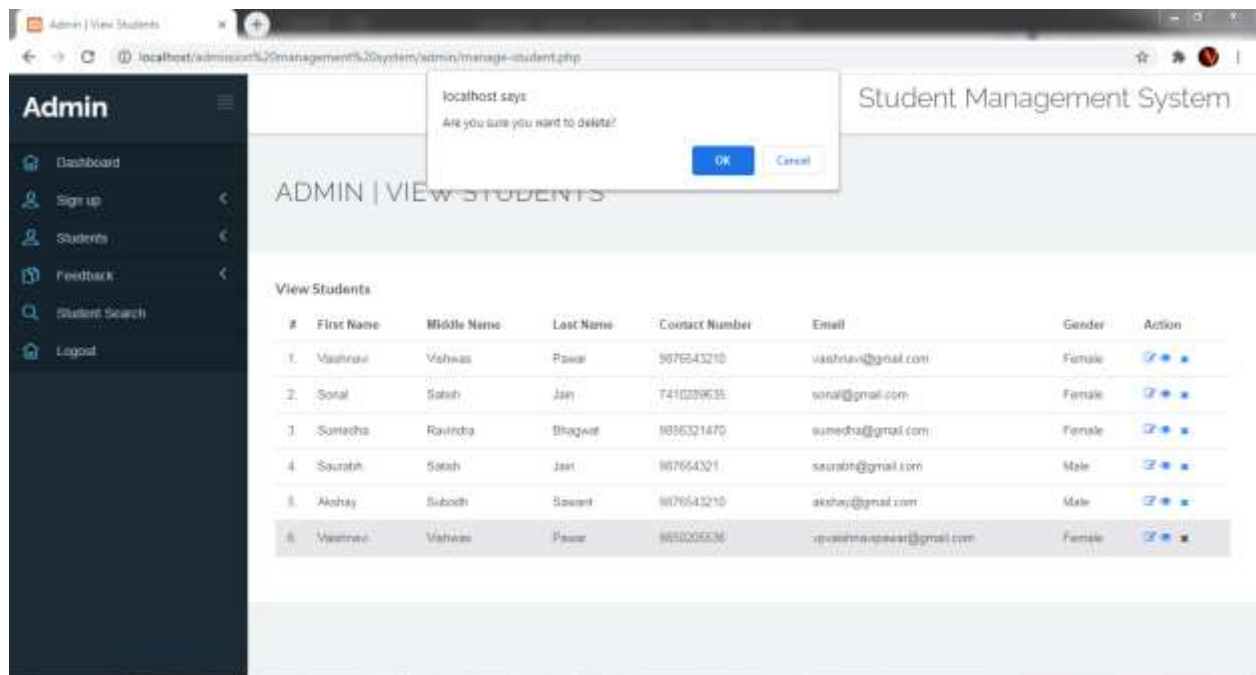 Admin | View Students
localhost/admission%20management%20system/admin/manage-student.php
localhost says
Are you sure you want to delete?
OK Cancel
Admin
Student Management System
Dashboard
Sign up
Students
Feedback
Student Search
Logout
ADMIN | VIEW STUDENTS
View Students
# First Name Middle Name Last Name Contact Number Email Gender Action
1. Vaishnavi Vishwas Pawar 9876543210 vaishnavi@gmail.com Female
2. Sonal Satish Jain sonal@gmail.com Female
3. Sumedha Ravindra Bhagwat sumedha@gmail.com Female
4. Saurabh Satish Jain 987654321 saurabh@gmail.com Male
5. Akshay Subodh Sawant 9876543210 akshay@gmail.com Male
6. Vaishnavi Vishwas Pawar vpvaishnavipawar@gmail.com Female